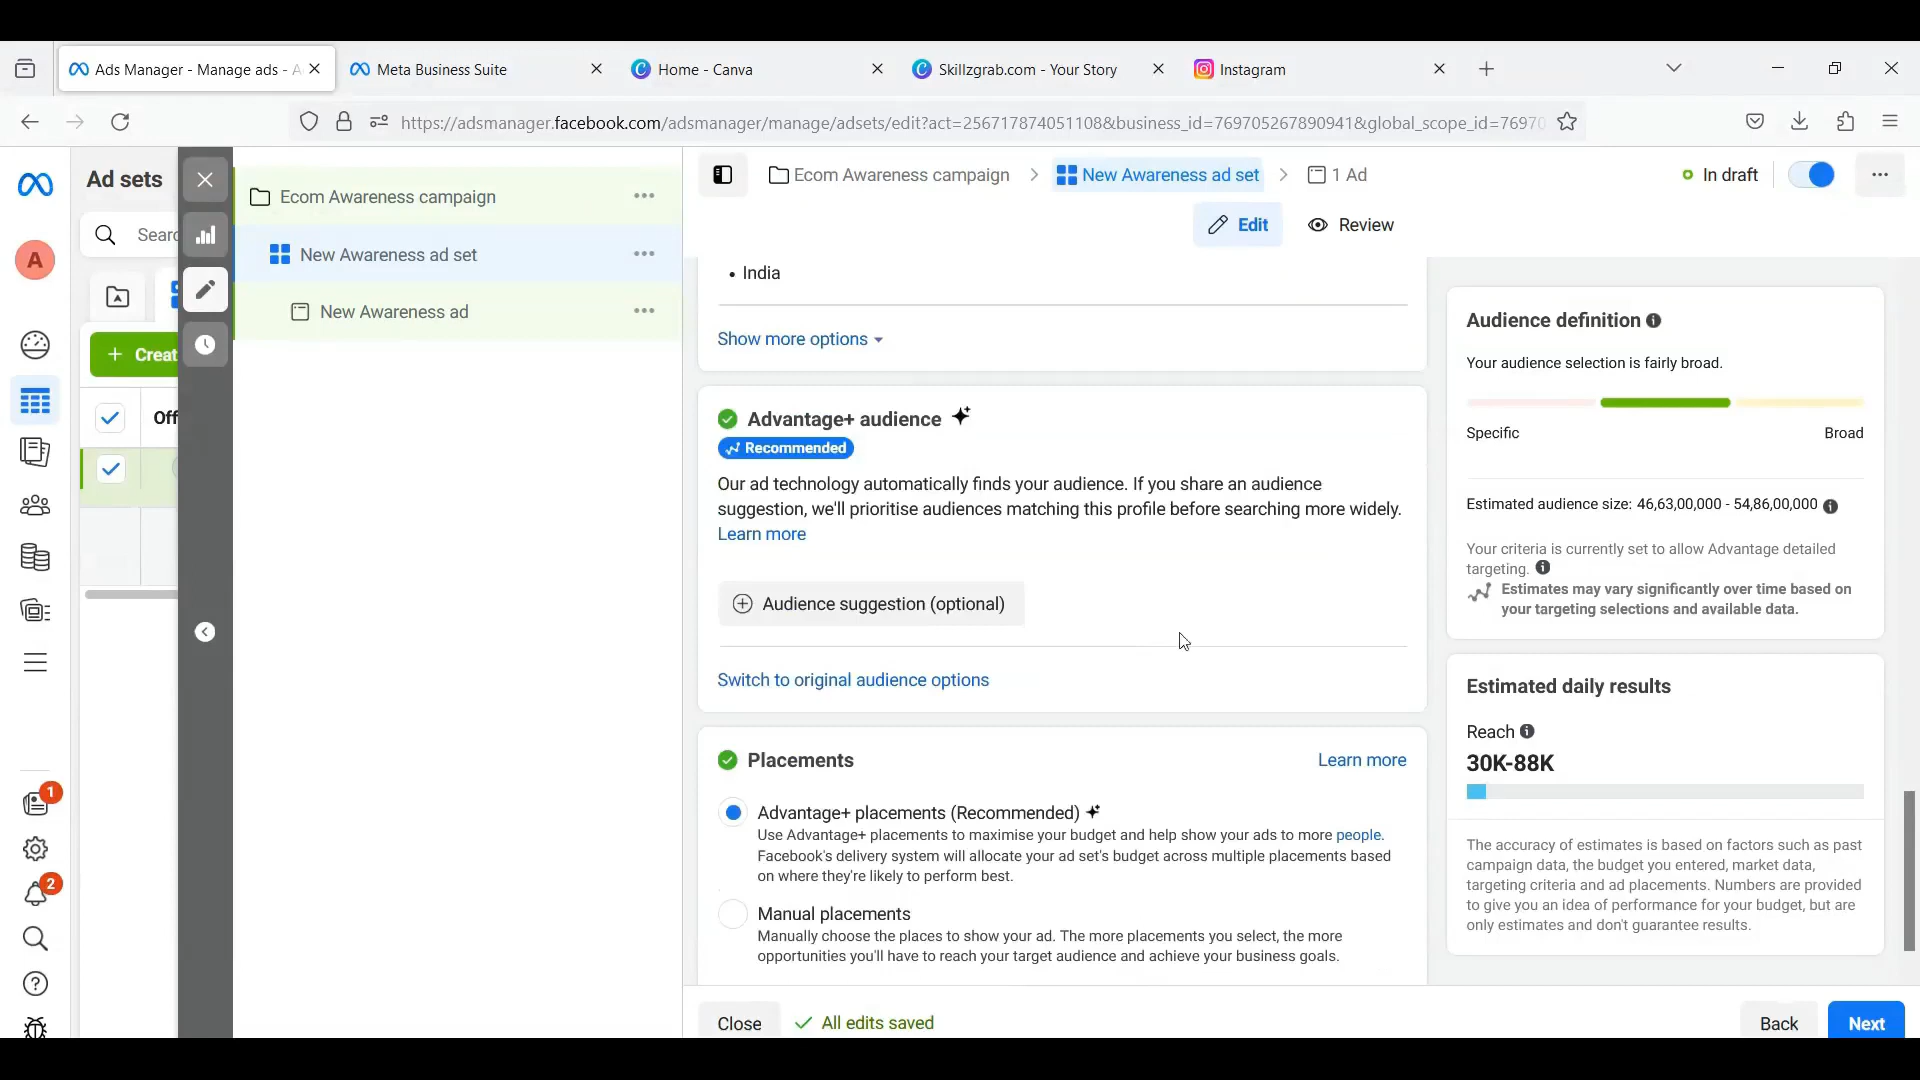 Ads Manager - Manage ads - A
Meta Business Suite
Home - Canva
Skillzgrab.com - Your Story
Instagram
https://adsmanager.facebook.com/adsmanager/manage/adsets/edit?act=256717874051108&business_id=769705267890941&global_scope_id=76970
Ad sets
Ecom Awareness campaign
Ecom Awareness campaign
New Awareness ad set
1 Ad
In draft
A
Searc
Edit
Review
New Awareness ad set
New Awareness ad
Creat
Off
India
Show more options
Advantage+ audience
Recommended
Our ad technology automatically finds your audience. If you share an audience
suggestion, we'll prioritise audiences matching this profile before searching more widely.
Learn more
Audience suggestion (optional)
Switch to original audience options
Placements
Learn more
Advantage+ placements (Recommended)
Use Advantage+ placements to maximise your budget and help show your ads to more people.
Facebook's delivery system will allocate your ad set's budget across multiple placements based
on where they're likely to perform best.
Manual placements
Manually choose the places to show your ad. The more placements you select, the more
opportunities you'll have to reach your target audience and achieve your business goals.
Audience definition
Your audience selection is fairly broad.
Specific
Broad
Estimated audience size: 46,63,00,000 - 54,86,00,000
Your criteria is currently set to allow Advantage detailed
targeting.
Estimates may vary significantly over time based on
your targeting selections and available data.
Estimated daily results
Reach
30K-88K
The accuracy of estimates is based on factors such as past
campaign data, the budget you entered, market data,
targeting criteria and ad placements. Numbers are provided
to give you an idea of performance for your budget, but are
only estimates and don't guarantee results.
1
2
Close
All edits saved
Back
Next